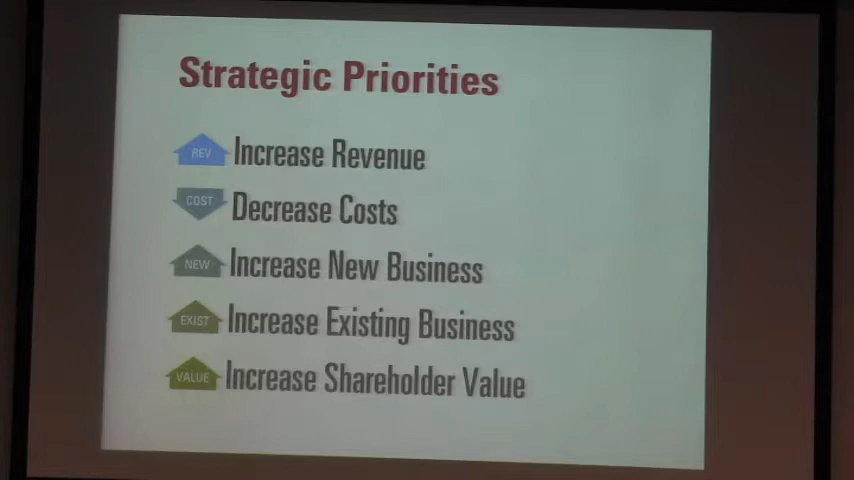 Strategic Priorities
REV Increase Revenue
COST Decrease Costs
NEW Increase New Business
EXIST Increase Existing Business
VALUE Increase Shareholder Value